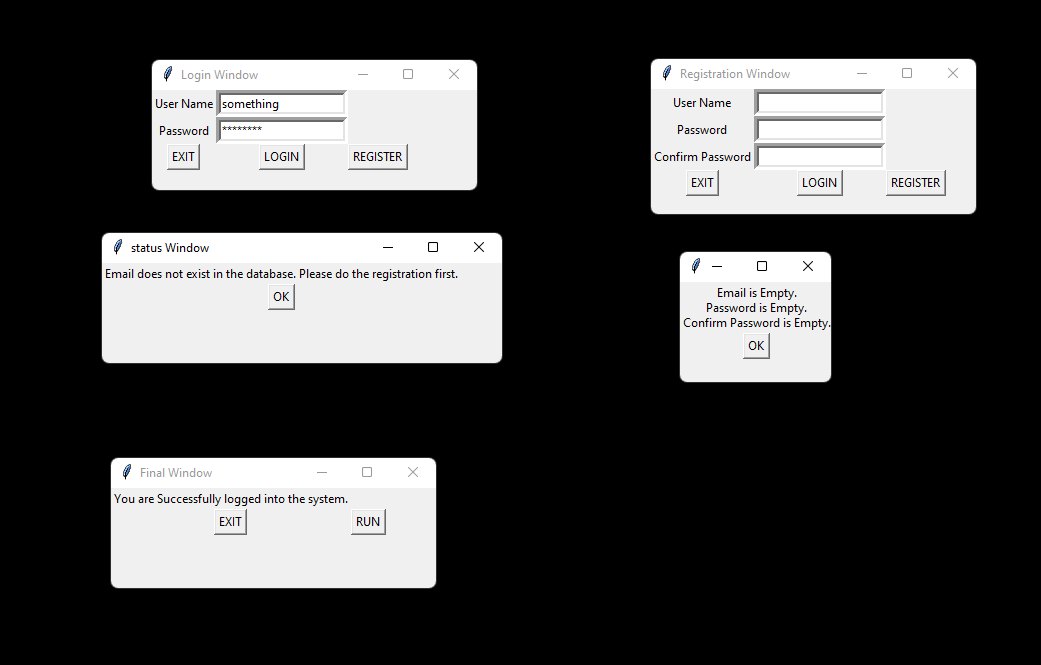 Login Window
User Name something
Password ********
EXIT LOGIN REGISTER
Registration Window
User Name
Password
Confirm Password
EXIT LOGIN REGISTER
status Window
Email does not exist in the database. Please do the registration first.
OK
Email is Empty.
Password is Empty.
Confirm Password is Empty.
OK
Final Window
You are Successfully logged into the system.
EXIT RUN